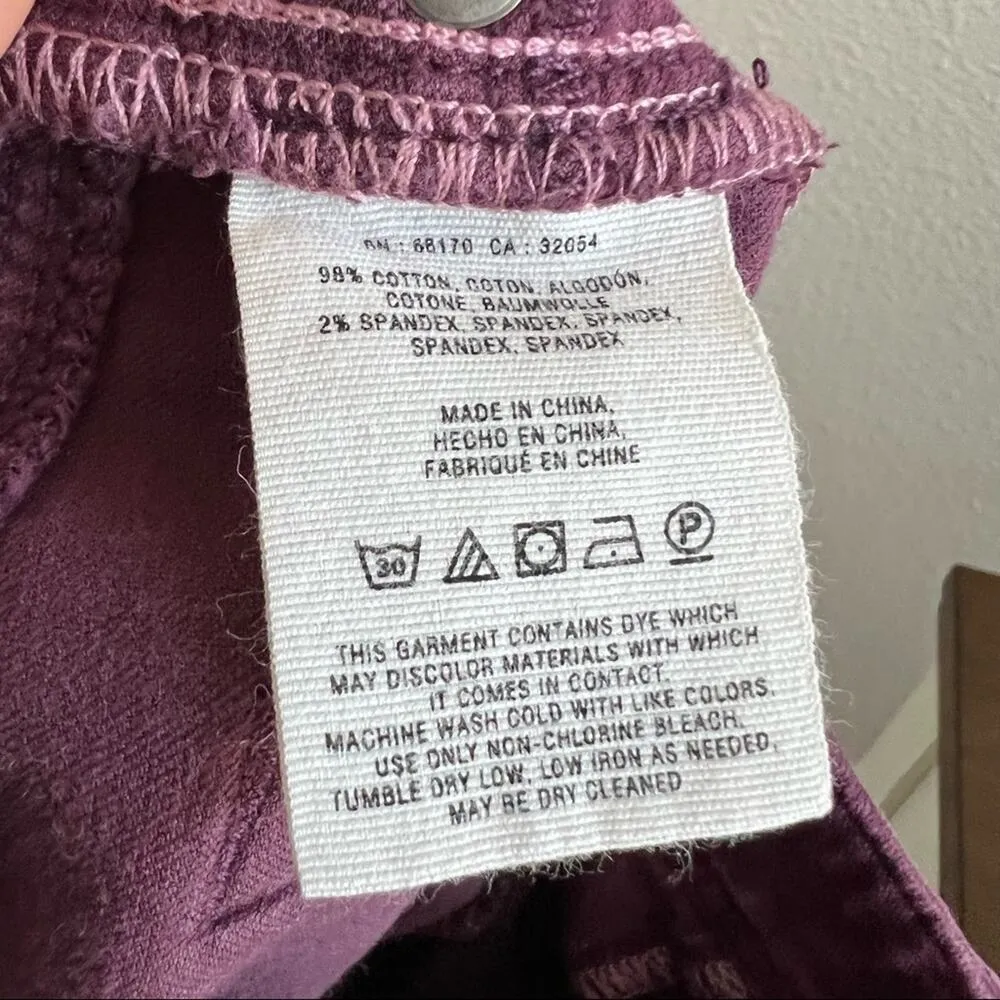 RN : 66170 CA : 32054
98% COTTON, COTON, ALGODÓN,
COTONE, BAUMWOLLE
2% SPANDEX, SPANDEX, SPANDEX,
SPANDEX, SPANDEX
MADE IN CHINA,
HECHO EN CHINA,
FABRIQUÉ EN CHINE
30 P
THIS GARMENT CONTAINS DYE WHICH
MAY DISCOLOR MATERIALS WITH WHICH
IT COMES IN CONTACT.
MACHINE WASH COLD WITH LIKE COLORS.
USE ONLY NON-CHLORINE BLEACH.
TUMBLE DRY LOW. LOW IRON AS NEEDED.
MAY BE DRY CLEANED